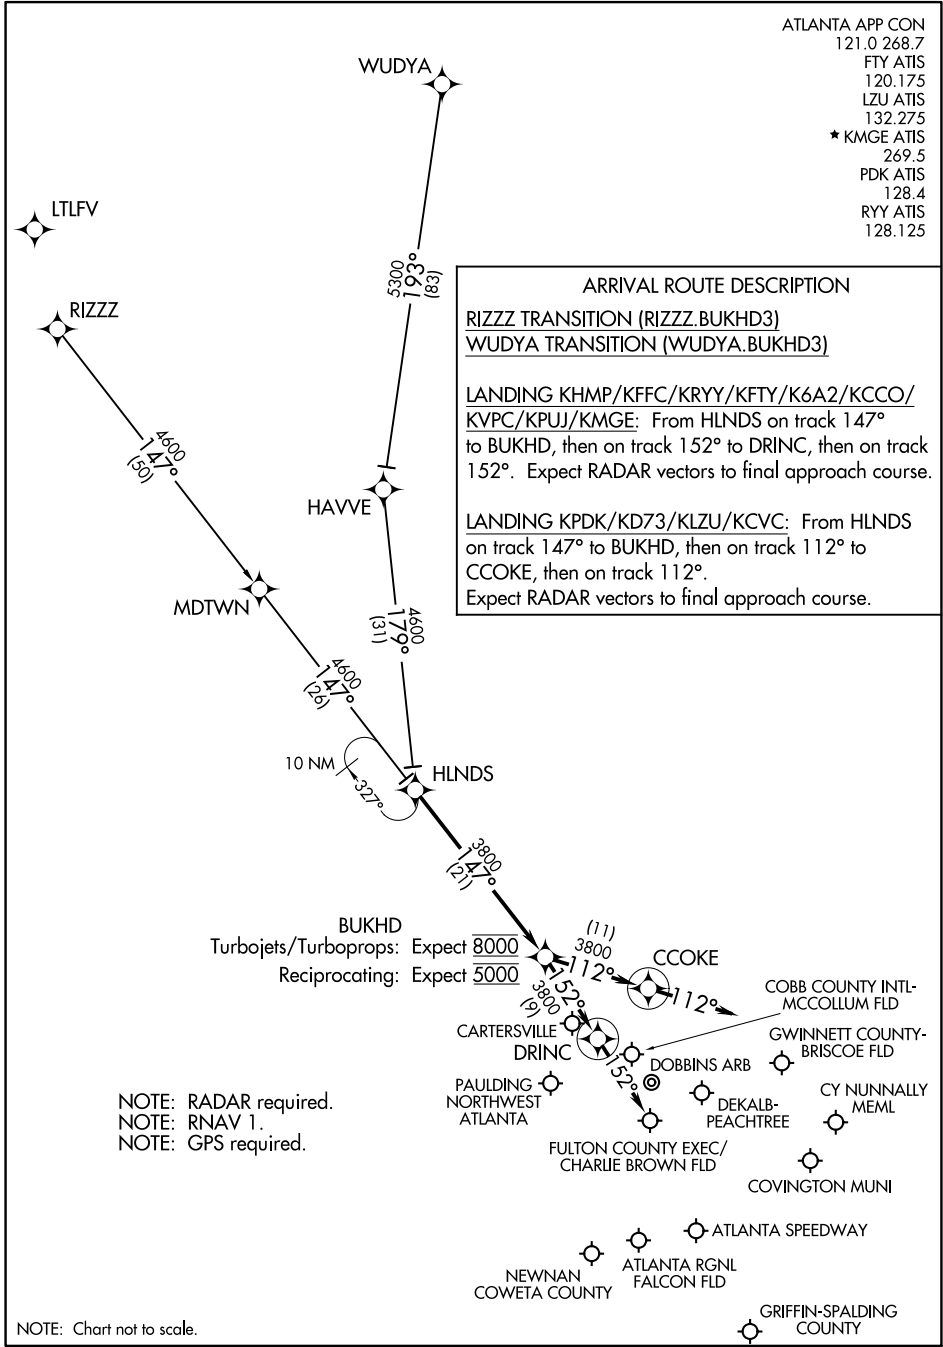 ATLANTA APP CON
121.0 268.7
FTY ATIS
120.175
LZU ATIS
132.275
★ KMGE ATIS
269.5
PDK ATIS
128.4
RYY ATIS
128.125
WUDYA
LTLFV
RIZZZ
5300
193°
(83)
ARRIVAL ROUTE DESCRIPTION
RIZZZ TRANSITION (RIZZZ.BUKHD3)
WUDYA TRANSITION (WUDYA.BUKHD3)
LANDING KHMP/KFFC/KRYY/KFTY/K6A2/KCCO/
KVPC/KPUJ/KMGE: From HLNDS on track 147°
to BUKHD, then on track 152° to DRINC, then on track
152°. Expect RADAR vectors to final approach course.
LANDING KPDK/KD73/KLZU/KCVC: From HLNDS
on track 147° to BUKHD, then on track 112° to
CCOKE, then on track 112°.
Expect RADAR vectors to final approach course.
4600
147°
(50)
HAVVE
MDTWN
4600
179°
(31)
4600
147°
(26)
10 NM
327°
HLNDS
3800
147°
(21)
BUKHD
Turbojets/Turboprops: Expect 8000
Reciprocating: Expect 5000
(11)
3800
112°
CCOKE
112°
152°
3800
(9)
CARTERSVILLE
DRINC
152°
COBB COUNTY INTL-
MCCOLLUM FLD
GWINNETT COUNTY-
BRISCOE FLD
DOBBINS ARB
PAULDING
NORTHWEST
ATLANTA
DEKALB-
PEACHTREE
CY NUNNALLY
MEML
FULTON COUNTY EXEC/
CHARLIE BROWN FLD
COVINGTON MUNI
NOTE: RADAR required.
NOTE: RNAV 1.
NOTE: GPS required.
ATLANTA SPEEDWAY
ATLANTA RGNL
FALCON FLD
NEWNAN
COWETA COUNTY
GRIFFIN-SPALDING
COUNTY
NOTE: Chart not to scale.